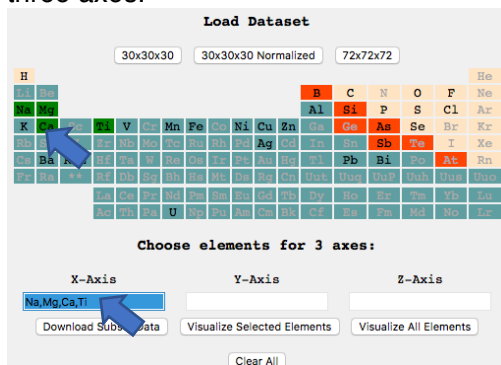 three axes.
Load Dataset
30x30x30 30x30x30 Normalized 72x72x72
H He
Li Be B C N O F Ne
Na Mg Al Si P S Cl Ar
K Ca Ti V Cr Mn Fe Co Ni Cu Zn Ga Ge As Se Br Kr
Rb Zr Nb Mo Tc Ru Rh Pd Ag Cd In Sn Sb Te I Xe
Cs Ba Hf Ta W Re Os Ir Pt Au Hg Tl Pb Bi Po At Rn
Fr Ra ** Rf Db Sg Bh Hs Mt Ds Rg Cn Uut Uuq UuP Uuh Uus Uuo
La Ce Pr Nd Pm Sm Eu Gd Tb Dy Ho Er Tm Yb Lu
Ac Th Pa U Np Pu Am Cm Bk Cf Es Fm Md No Lr
Choose elements for 3 axes:
X-Axis Y-Axis Z-Axis
Na,Mg,Ca,Ti
Download Data Visualize Selected Elements Visualize All Elements
Clear All